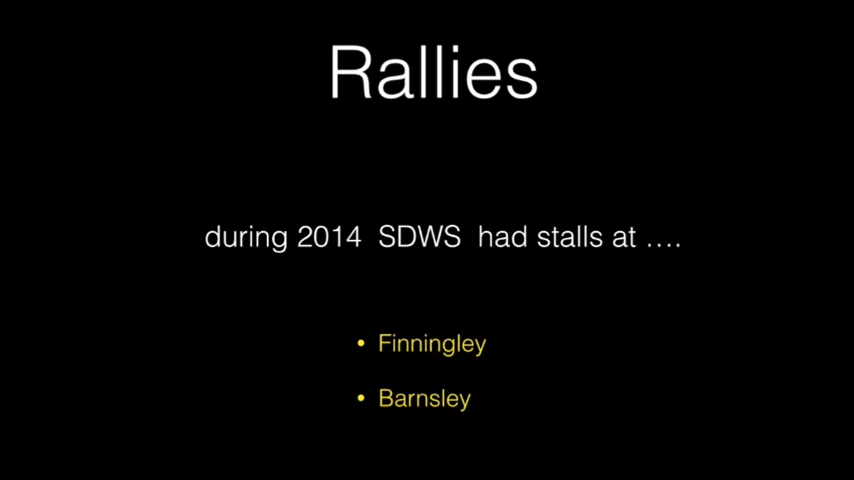 Rallies
during 2014 SDWS had stalls at ....
• Finningley
• Barnsley